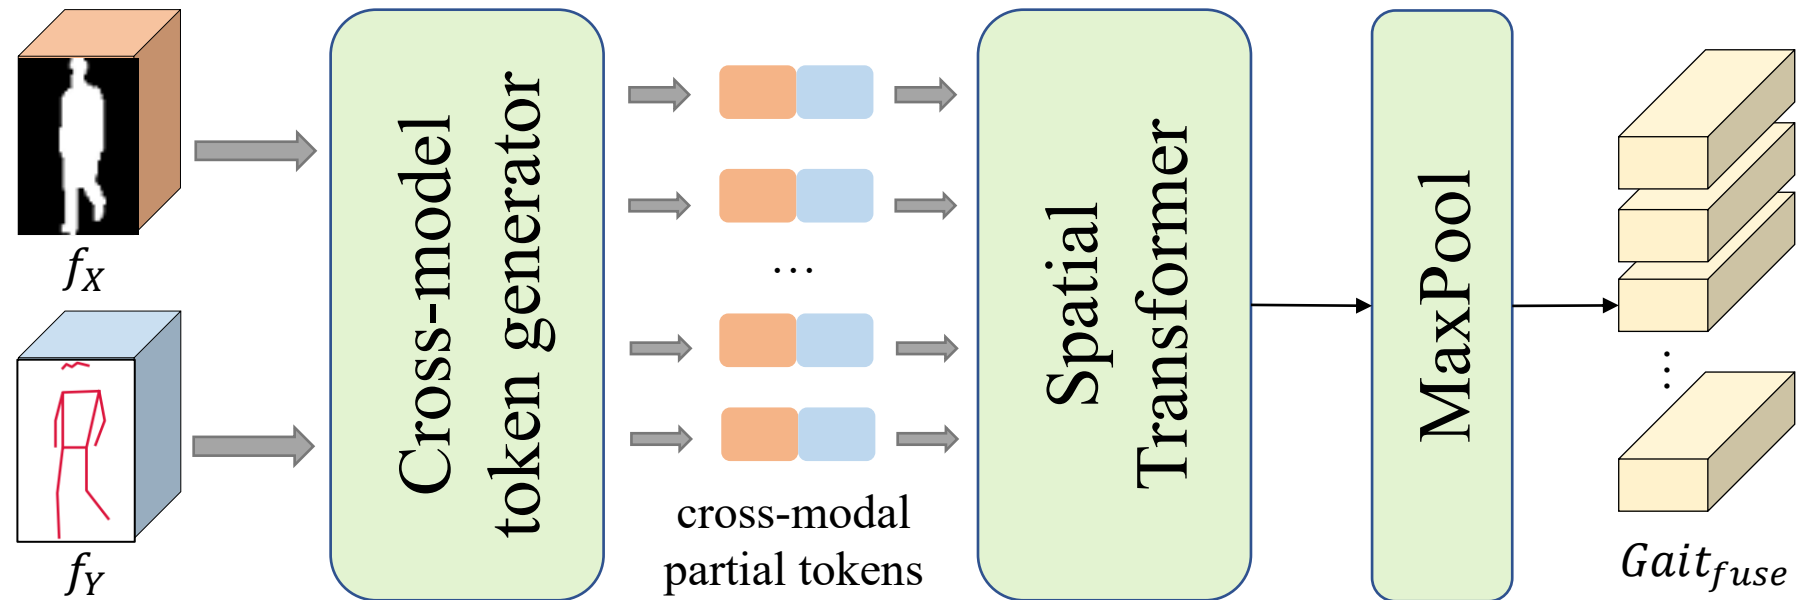 f_X
f_Y
Cross-model
token generator
...
cross-modal
partial tokens
Spatial
Transformer
MaxPool
...
Gait_fuse